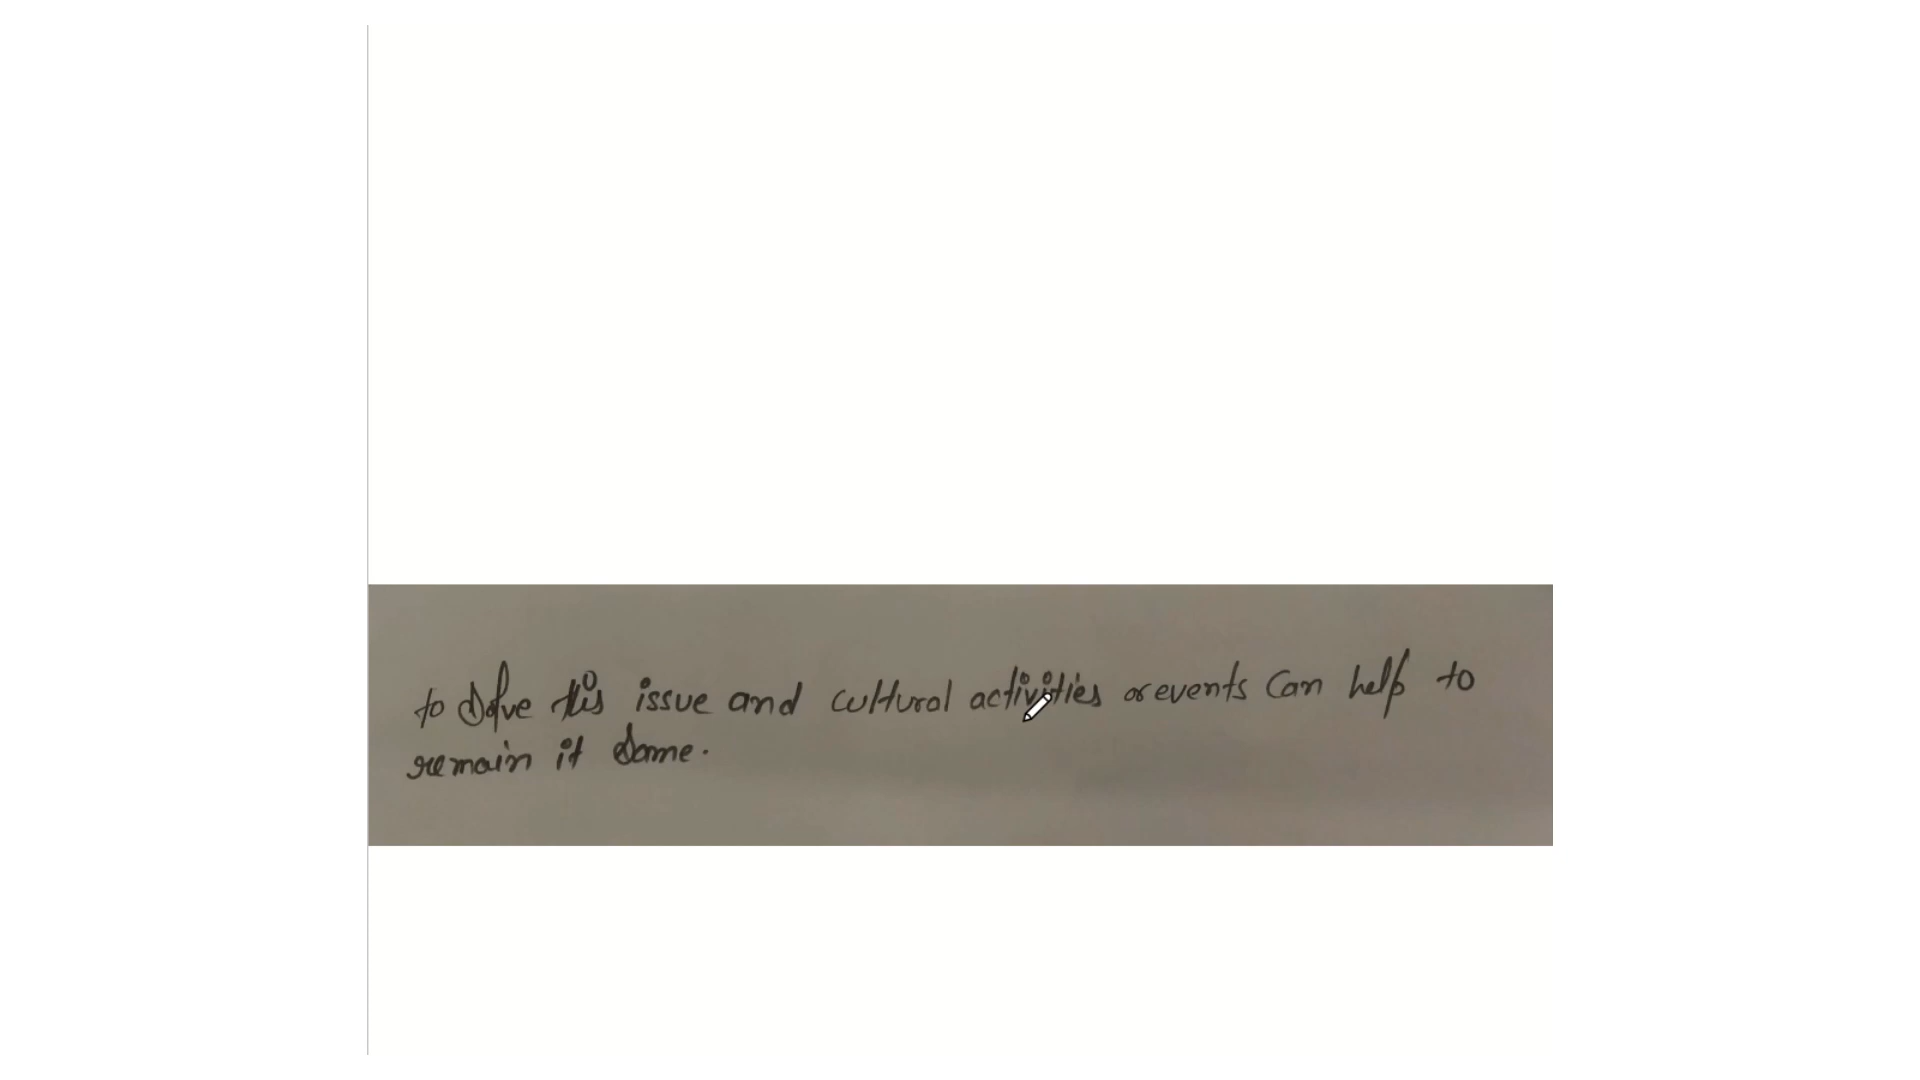 to solve this issue and cultural activities or events can help to
remain it same.